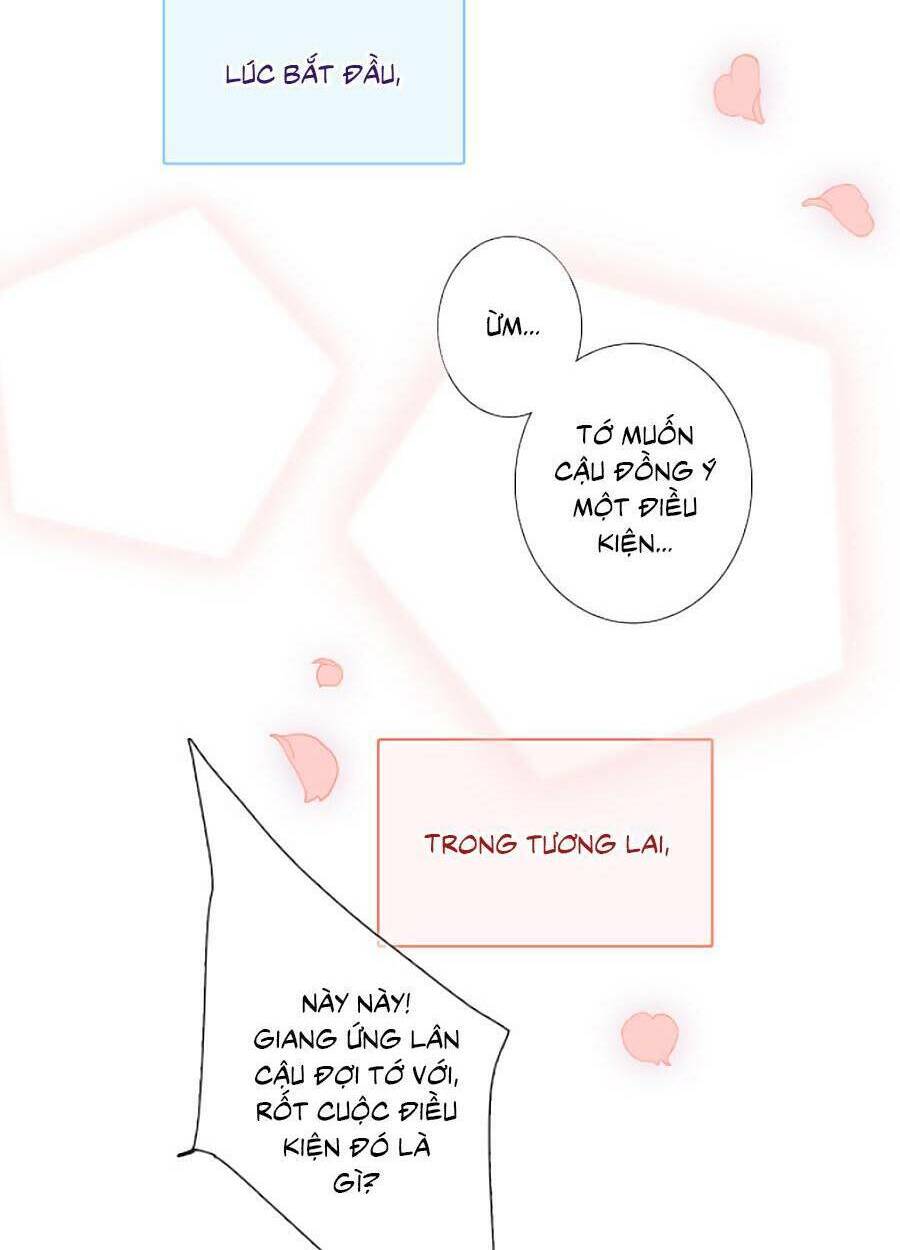 LÚC BẮT ĐẦU,
ỪM...
TỚ MUỐN
CẬU ĐỒNG Ý
MỘT ĐIỀU
KIỆN...
TRONG TƯƠNG LAI,
NÀY NÀY!
GIANG ỨNG LÂN
CẬU ĐỢI TỚ VỚI,
RỐT CUỘC ĐIỀU
KIỆN ĐÓ LÀ
GÌ?